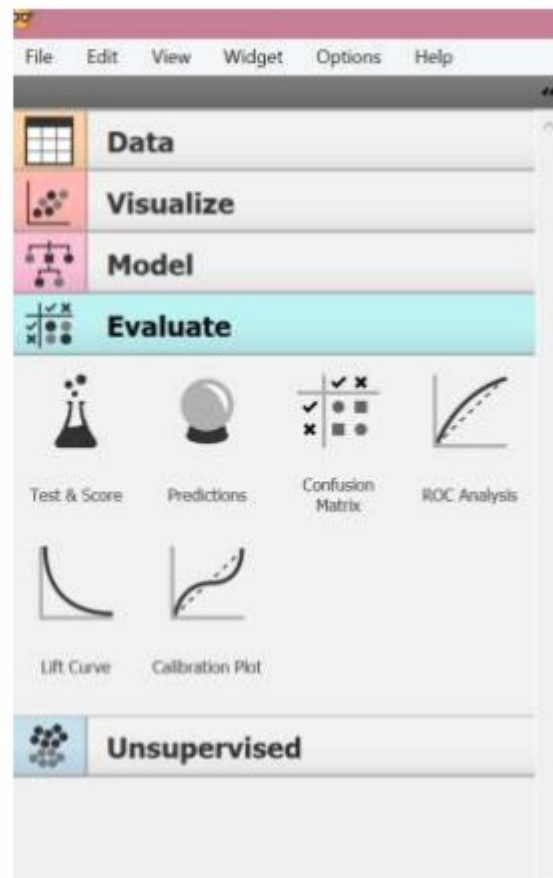 File Edit View Widget Options Help
Data
Visualize
Model
Evaluate
Test & Score Predictions Confusion Matrix ROC Analysis
Lift Curve Calibration Plot
Unsupervised